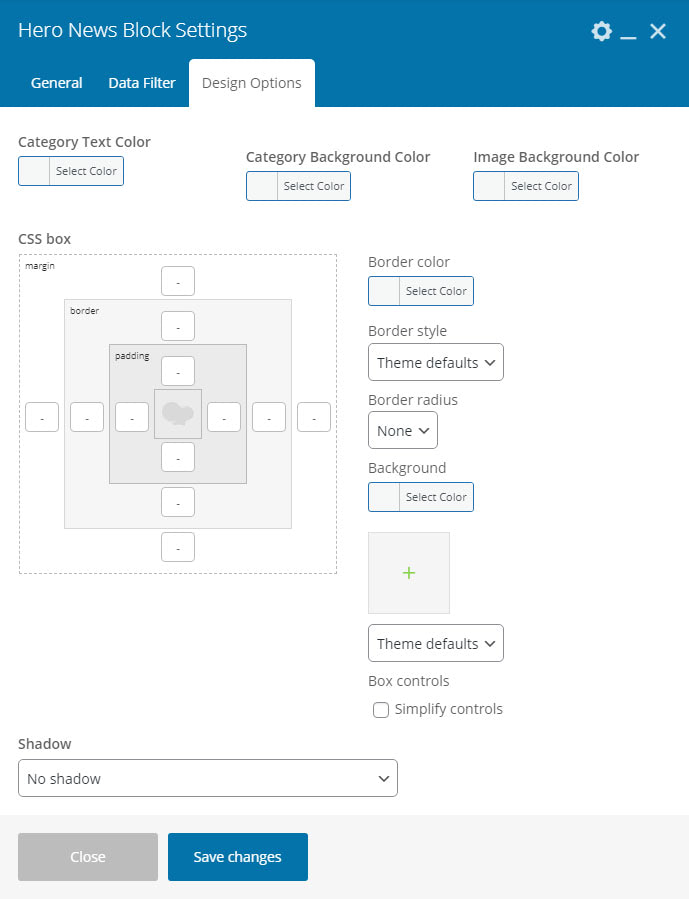 Hero News Block Settings
General Data Filter Design Options
Category Text Color
Select Color
Category Background Color
Select Color
Image Background Color
Select Color
CSS box
margin
-
border
-
padding
-
- - - - - -
-
-
-
Border color
Select Color
Border style
Theme defaults
Border radius
None
Background
Select Color
+
Theme defaults
Box controls
Simplify controls
Shadow
No shadow
Close Save changes